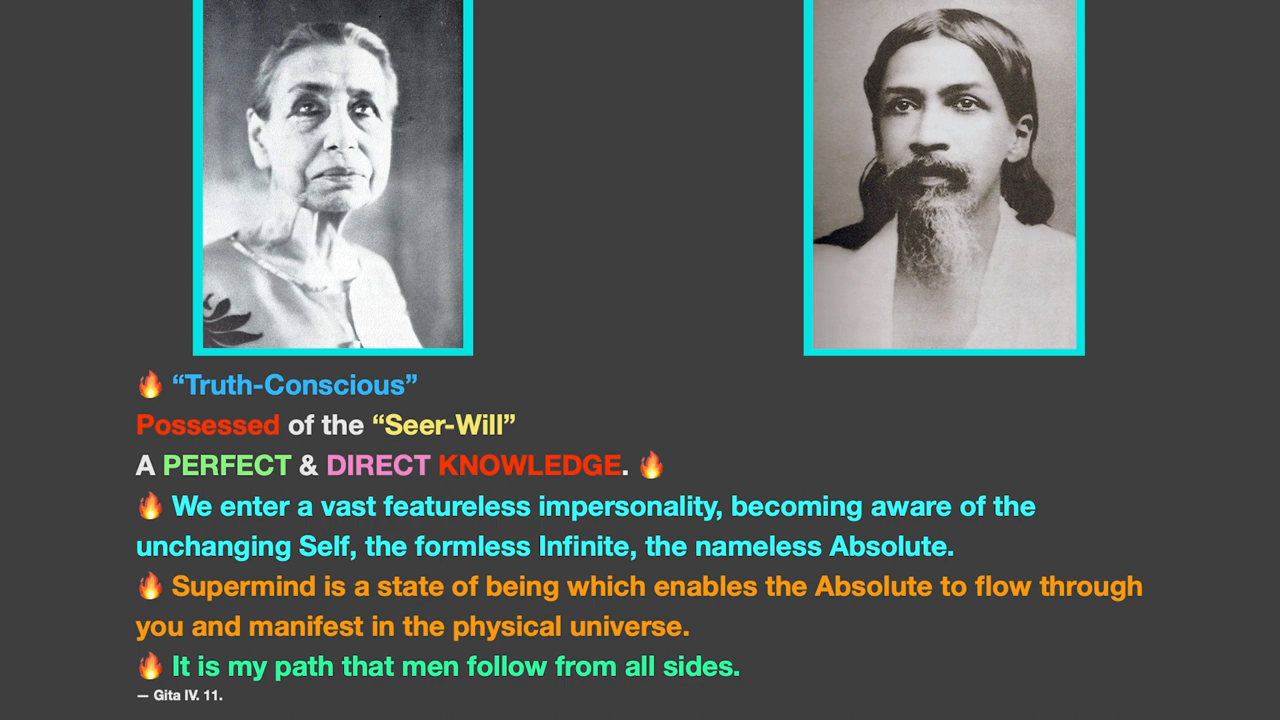 🔥 “Truth-Conscious”
Possessed of the “Seer-Will”
A PERFECT & DIRECT KNOWLEDGE. 🔥
🔥 We enter a vast featureless impersonality, becoming aware of the
unchanging Self, the formless Infinite, the nameless Absolute.
🔥 Supermind is a state of being which enables the Absolute to flow through
you and manifest in the physical universe.
🔥 It is my path that men follow from all sides.
— Gita IV. 11.